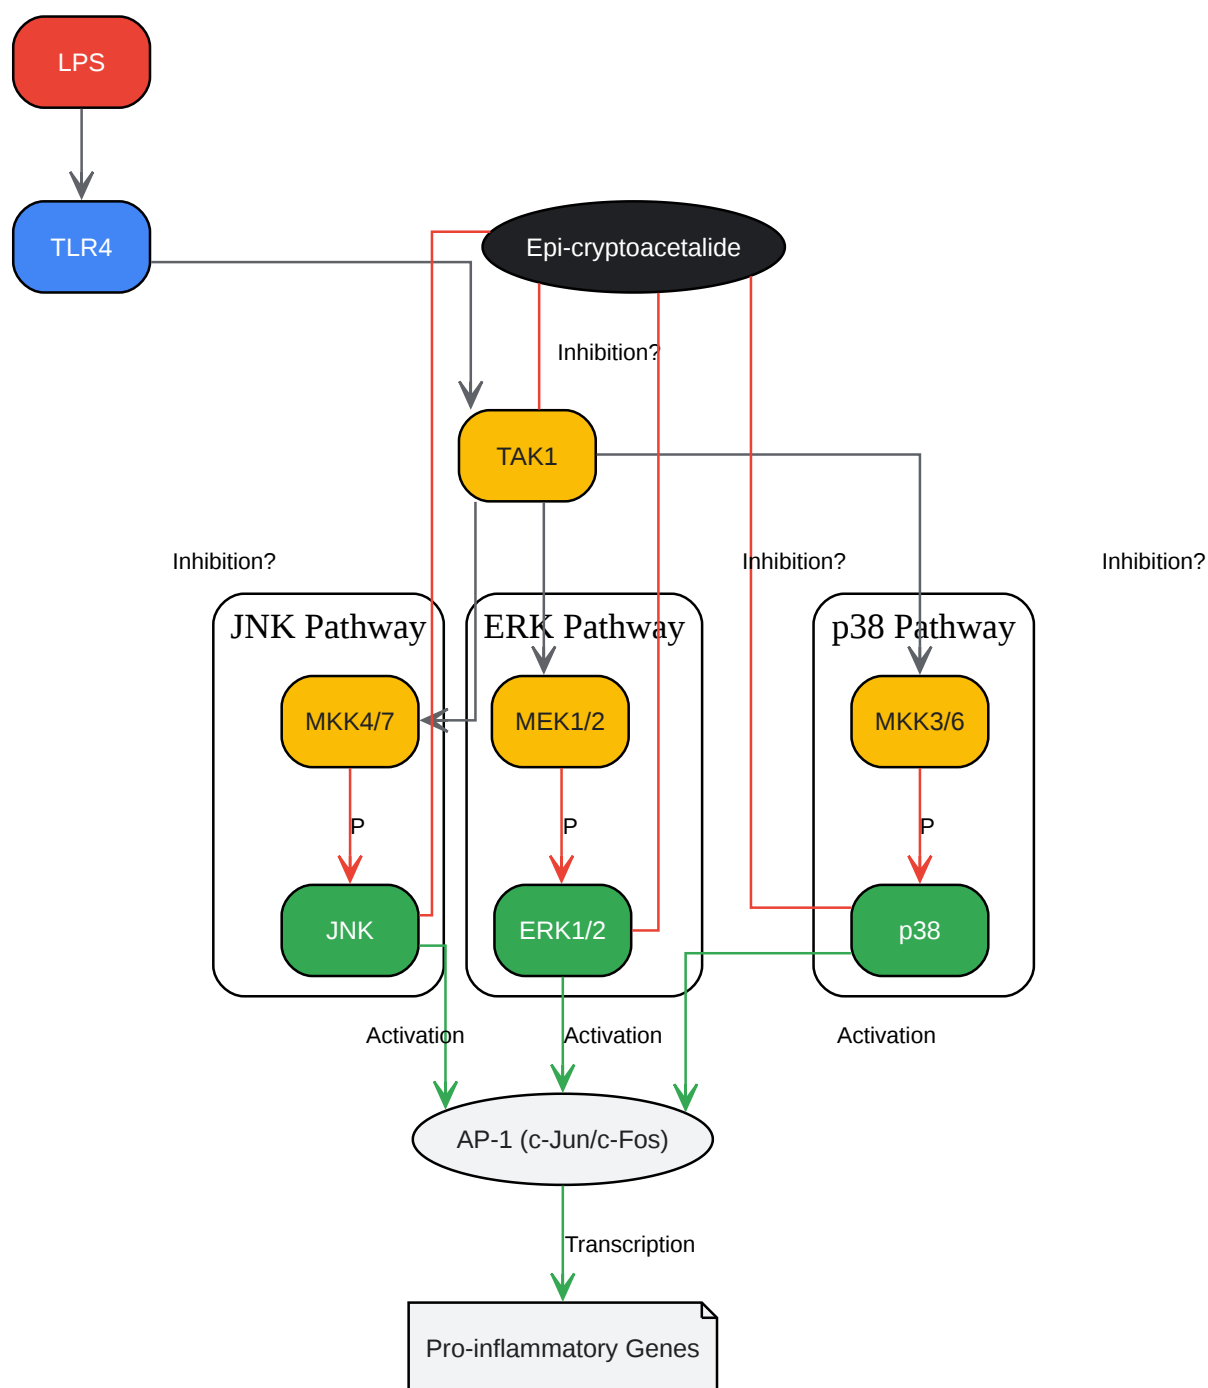 LPS
TLR4
Epi-cryptoacetalide
Inhibition?
TAK1
Inhibition?
Inhibition?
Inhibition?
JNK Pathway
ERK Pathway
p38 Pathway
MKK4/7
MEK1/2
MKK3/6
P
P
P
JNK
ERK1/2
p38
Activation
Activation
Activation
AP-1 (c-Jun/c-Fos)
Transcription
Pro-inflammatory Genes